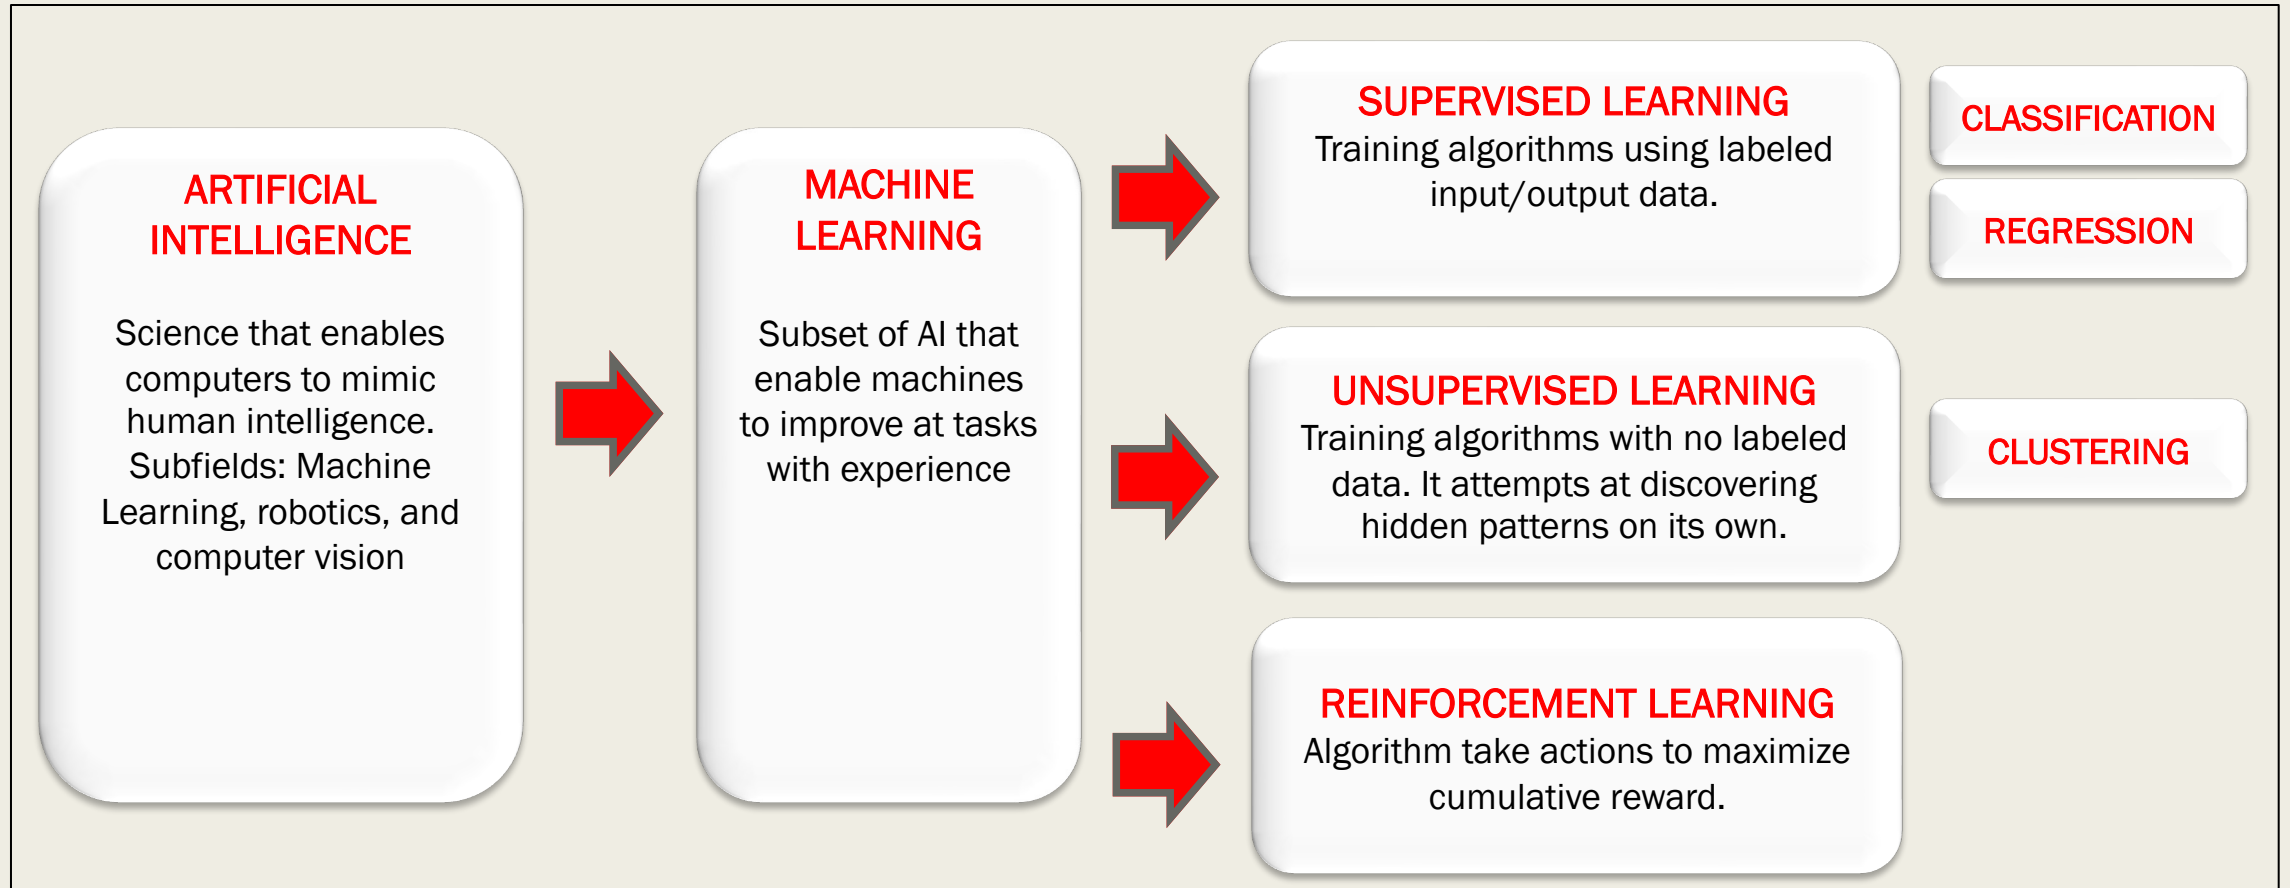 ARTIFICIAL
INTELLIGENCE
Science that enables
computers to mimic
human intelligence.
Subfields: Machine
Learning, robotics, and
computer vision
MACHINE
LEARNING
Subset of AI that
enable machines
to improve at tasks
with experience
SUPERVISED LEARNING
Training algorithms using labeled
input/output data.
CLASSIFICATION
REGRESSION
UNSUPERVISED LEARNING
Training algorithms with no labeled
data. It attempts at discovering
hidden patterns on its own.
CLUSTERING
REINFORCEMENT LEARNING
Algorithm take actions to maximize
cumulative reward.